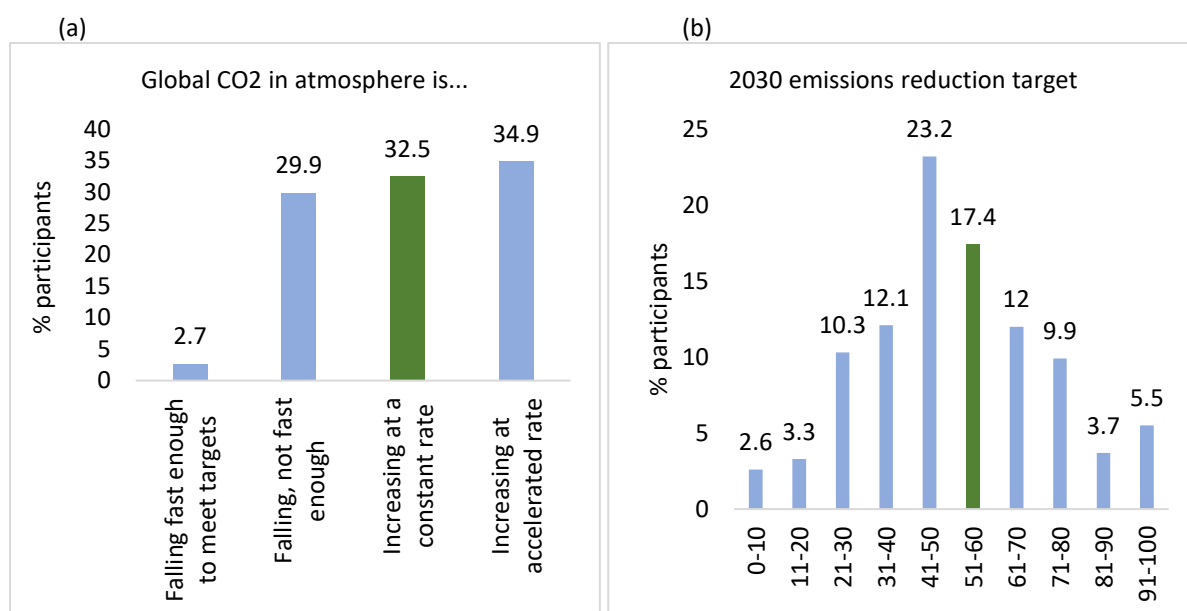 (a)
Global CO2 in atmosphere is...
% participants
40
35
30
25
20
15
10
5
0
2.7
29.9
32.5
34.9
Falling fast enough
to meet targets
Falling, not fast
enough
Increasing at a
constant rate
Increasing at
accelerated rate
(b)
2030 emissions reduction target
% participants
25
20
15
10
5
0
2.6
3.3
10.3
12.1
23.2
17.4
12
9.9
3.7
5.5
0-10
11-20
21-30
31-40
41-50
51-60
61-70
71-80
81-90
91-100